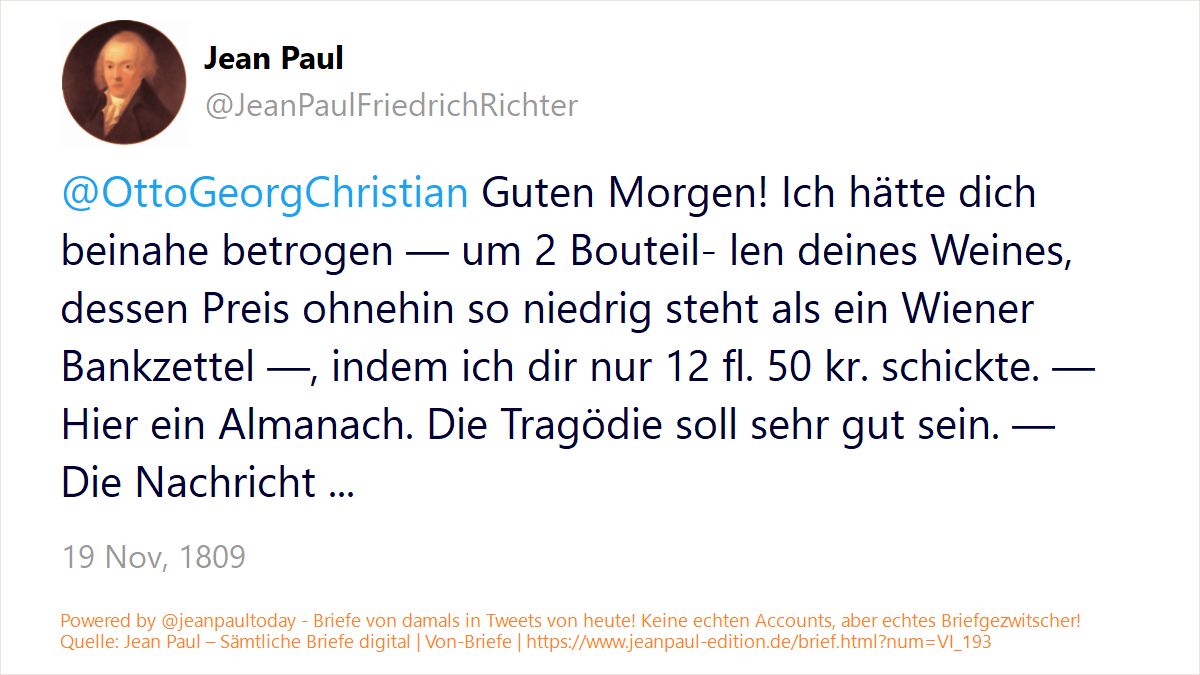 Jean Paul
@JeanPaulFriedrichRichter
@OttoGeorgChristian Guten Morgen! Ich hätte dich
beinahe betrogen — um 2 Bouteil- len deines Weines,
dessen Preis ohnehin so niedrig steht als ein Wiener
Bankzettel —, indem ich dir nur 12 fl. 50 kr. schickte. —
Hier ein Almanach. Die Tragödie soll sehr gut sein. —
Die Nachricht ...
19 Nov, 1809
Powered by @jeanpaultoday - Briefe von damals in Tweets von heute! Keine echten Accounts, aber echtes Briefgezwitscher!
Quelle: Jean Paul – Sämtliche Briefe digital | Von-Briefe | https://www.jeanpaul-edition.de/brief.html?num=VI_193